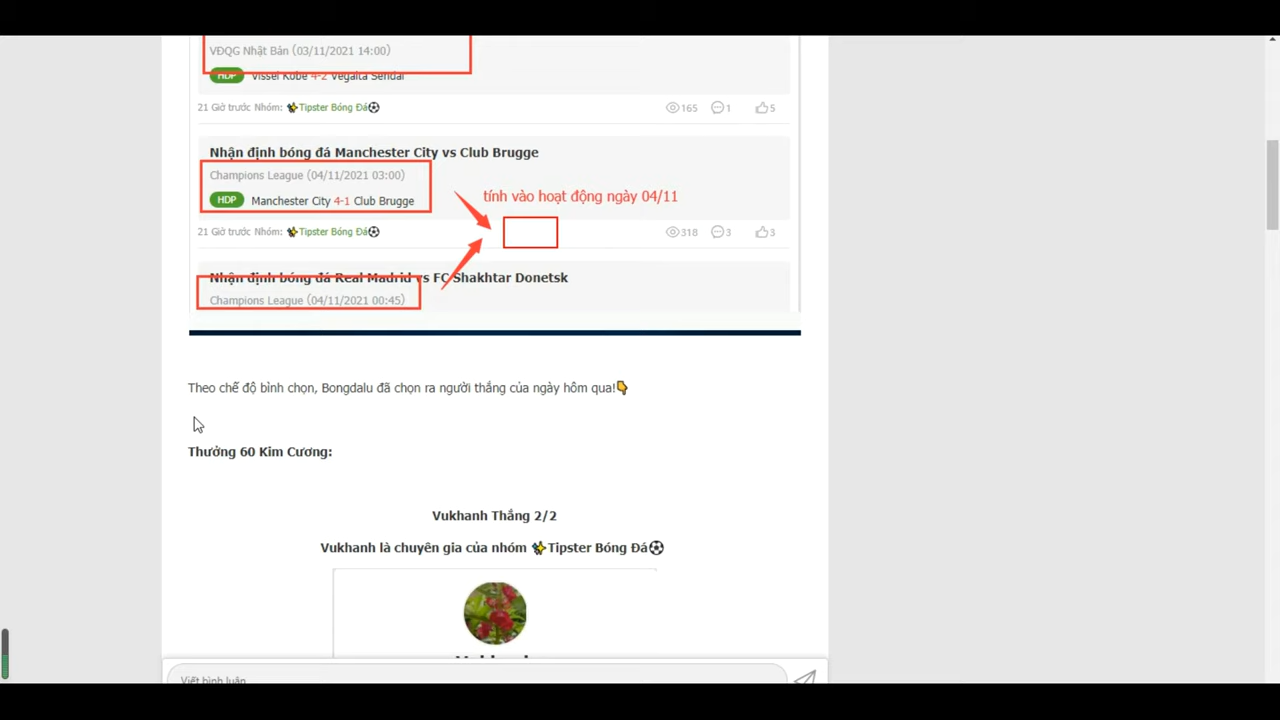 VĐQG Nhật Bản (03/11/2021 14:00)
HDP Vissel Kobe 4-2 Vegalta Sendai
21 Giờ trước Nhóm: Tipster Bóng Đá 165 1 5
Nhận định bóng đá Manchester City vs Club Brugge
Champions League (04/11/2021 03:00)
tính vào hoạt động ngày 04/11
HDP Manchester City 4-1 Club Brugge
21 Giờ trước Nhóm: Tipster Bóng Đá 318 3 3
Nhận định bóng đá Real Madrid vs FC Shakhtar Donetsk
Champions League (04/11/2021 00:45)
Theo chế độ bình chọn, Bongdalu đã chọn ra người thắng của ngày hôm qua!
Thưởng 60 Kim Cương:
Vukhanh Thắng 2/2
Vukhanh là chuyên gia của nhóm Tipster Bóng Đá
Viết bình luận